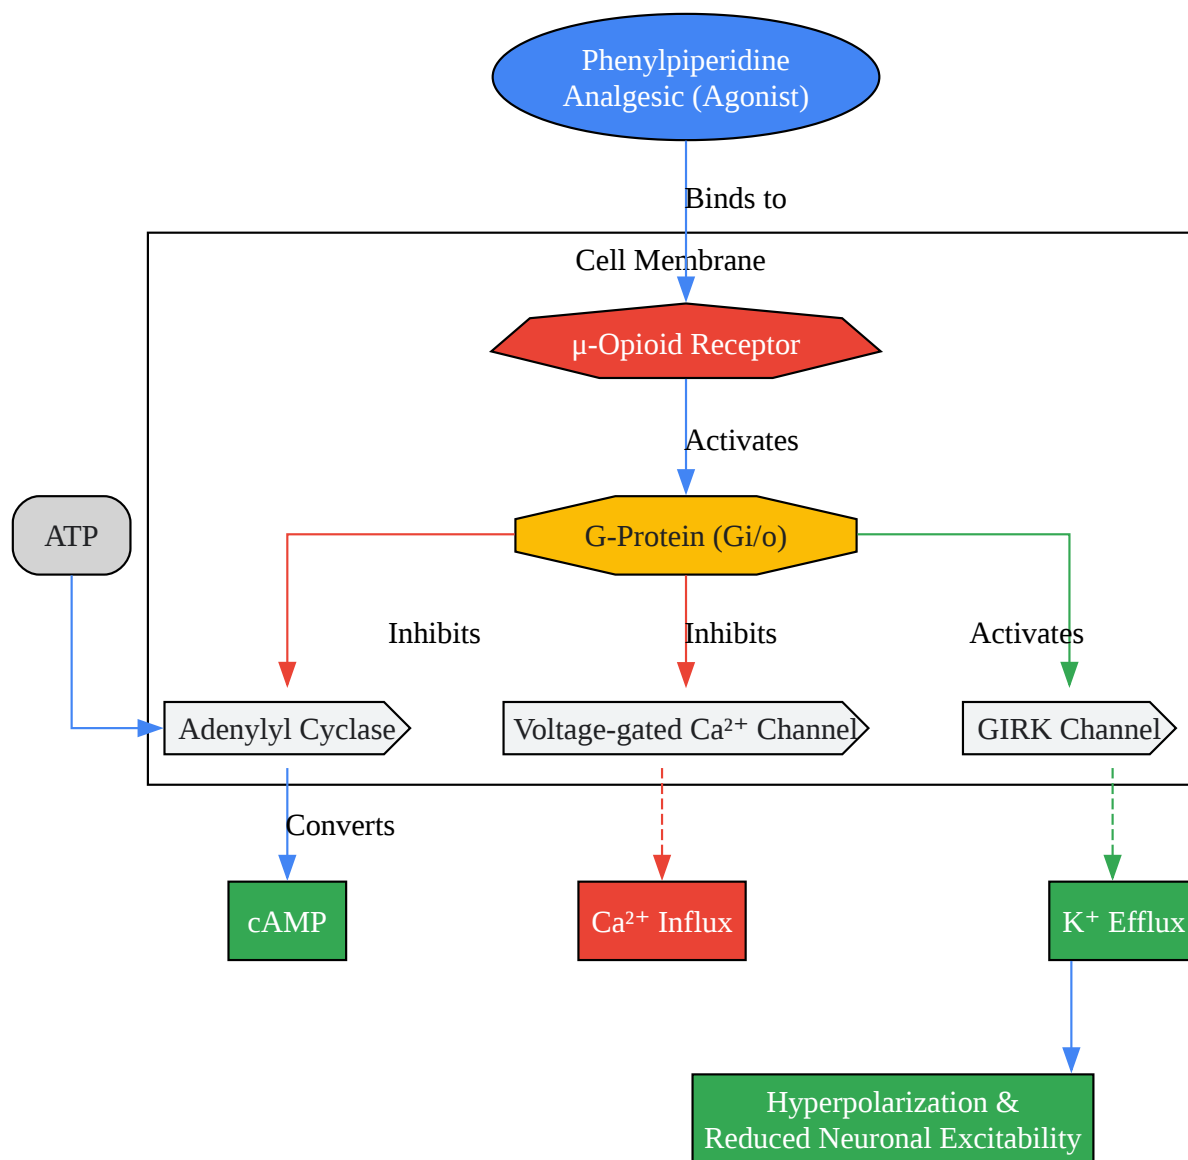 Phenylpiperidine
Analgesic (Agonist)
Binds to
Cell Membrane
μ-Opioid Receptor
Activates
ATP
G-Protein (Gi/o)
Inhibits
Inhibits
Activates
Adenylyl Cyclase
Voltage-gated Ca²⁺ Channel
GIRK Channel
Converts
cAMP
Ca²⁺ Influx
K⁺ Efflux
Hyperpolarization &
Reduced Neuronal Excitability